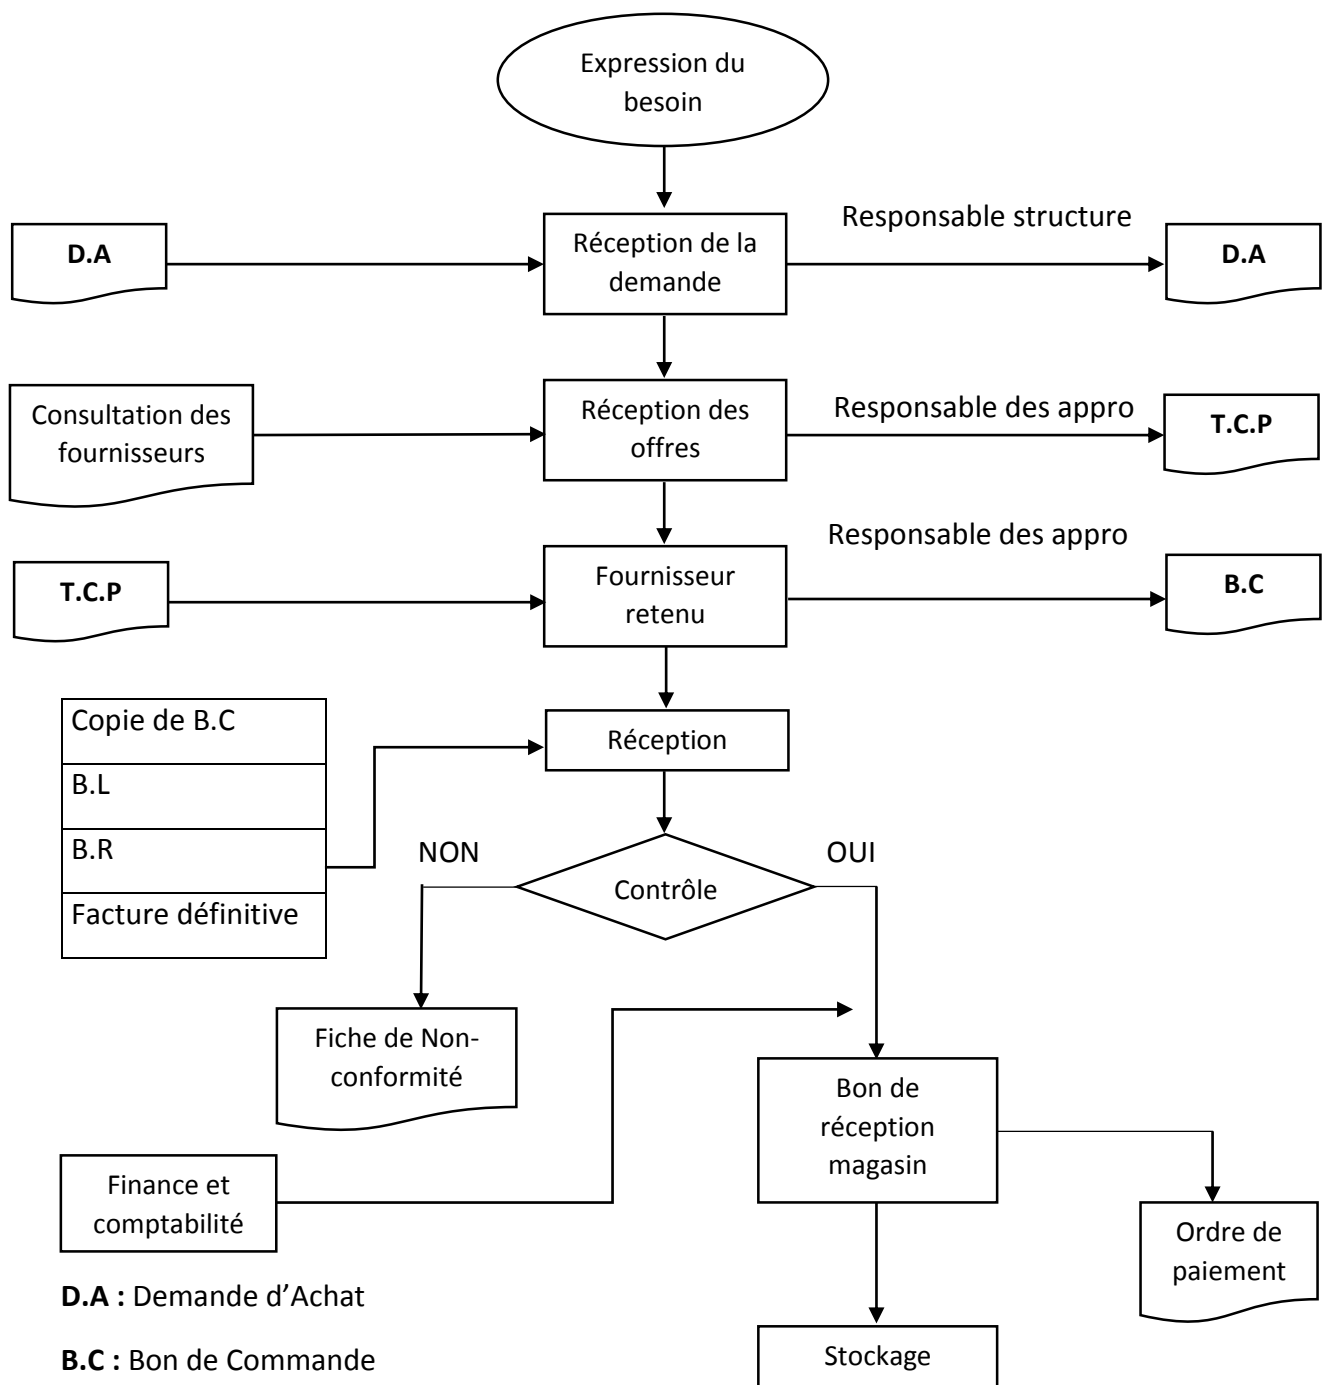 Expression du
besoin
Responsable structure
D.A
Réception de la
demande
D.A
Consultation des
fournisseurs
Réception des
offres
Responsable des appro
T.C.P
Responsable des appro
T.C.P
Fournisseur
retenu
B.C
Copie de B.C
B.L
B.R
Facture définitive
Réception
NON
OUI
Contrôle
Fiche de Non-
conformité
Bon de
réception
magasin
Finance et
comptabilité
Ordre de
paiement
D.A : Demande d’Achat
B.C : Bon de Commande
Stockage